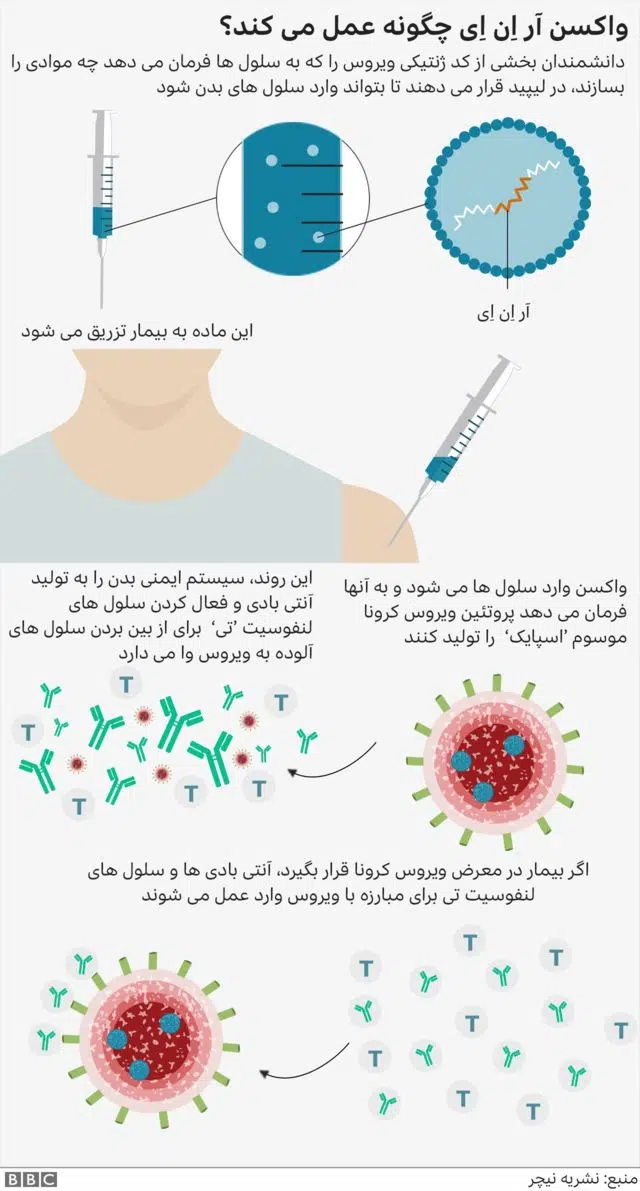 واکسن آر اِن اِی چگونه عمل می کند؟
دانشمندان بخشی از کد ژنتیکی ویروس را که به سلول ها فرمان می دهد چه موادی را
بسازند، در لیپید قرار می دهند تا بتواند وارد سلول های بدن شود
آر اِن اِی
این ماده به بیمار تزریق می شود
واکسن وارد سلول ها می شود و به آنها
فرمان می دهد پروتئین ویروس کرونا
موسوم 'اسپایک' را تولید کنند
این روند، سیستم ایمنی بدن را به تولید
آنتی بادی و فعال کردن سلول های
لنفوسیت 'تی' برای از بین بردن سلول های
آلوده به ویروس وا می دارد
T
T
T
T
T
T
اگر بیمار در معرض ویروس کرونا قرار بگیرد، آنتی بادی ها و سلول های
لنفوسیت تی برای مبارزه با ویروس وارد عمل می شوند
T
T
T
T
T
T
T
T
منبع: نشریه نیچر
BBC